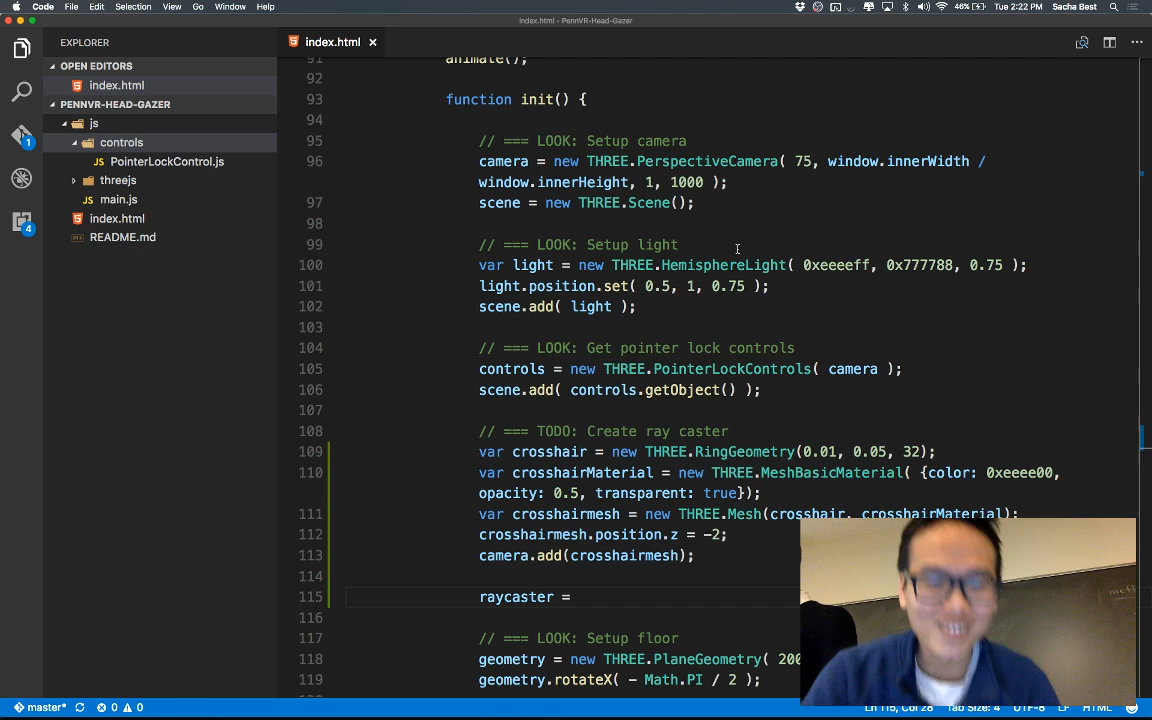 Code File Edit Selection View Go Window Help 46% Tue 2:22 PM Sacha Best
index.html — PennVR-Head-Gazer
EXPLORER
index.html
OPEN EDITORS
index.html
PENNVR-HEAD-GAZER
js
controls
JS PointerLockControl.js
threejs
JS main.js
index.html
README.md
1
4
91 animate();
92
93 function init() {
94
95 // === LOOK: Setup camera
96 camera = new THREE.PerspectiveCamera( 75, window.innerWidth /
window.innerHeight, 1, 1000 );
97 scene = new THREE.Scene();
98
99 // === LOOK: Setup light
100 var light = new THREE.HemisphereLight( 0xeeeeff, 0x777788, 0.75 );
101 light.position.set( 0.5, 1, 0.75 );
102 scene.add( light );
103
104 // === LOOK: Get pointer lock controls
105 controls = new THREE.PointerLockControls( camera );
106 scene.add( controls.getObject() );
107
108 // === TODO: Create ray caster
109 var crosshair = new THREE.RingGeometry(0.01, 0.05, 32);
110 var crosshairMaterial = new THREE.MeshBasicMaterial( {color: 0xeeee00,
opacity: 0.5, transparent: true});
111 var crosshairmesh = new THREE.Mesh(crosshair, crosshairMaterial);
112 crosshairmesh.position.z = -2;
113 camera.add(crosshairmesh);
114
115 raycaster =
116
117 // === LOOK: Setup floor
118 geometry = new THREE.PlaneGeometry( 200
119 geometry.rotateX( - Math.PI / 2 );
master* 0 0 Ln 115, Col 28 Tab Size: 4 UTF-8 LF HTML